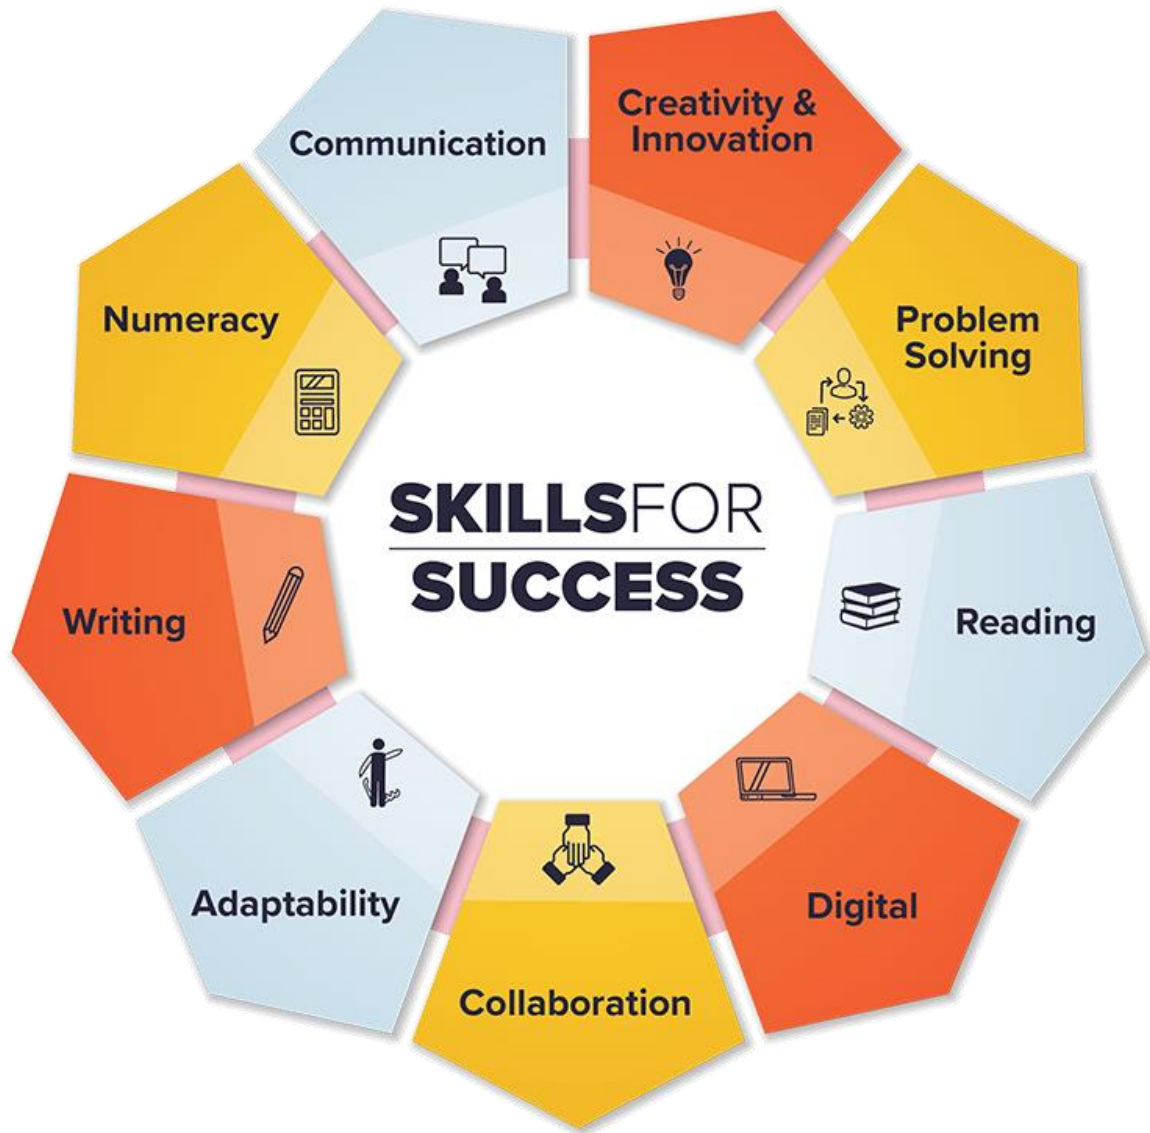 Communication
Creativity &
Innovation
Numeracy
Problem
Solving
SKILLSFOR
SUCCESS
Writing
Reading
Adaptability
Digital
Collaboration